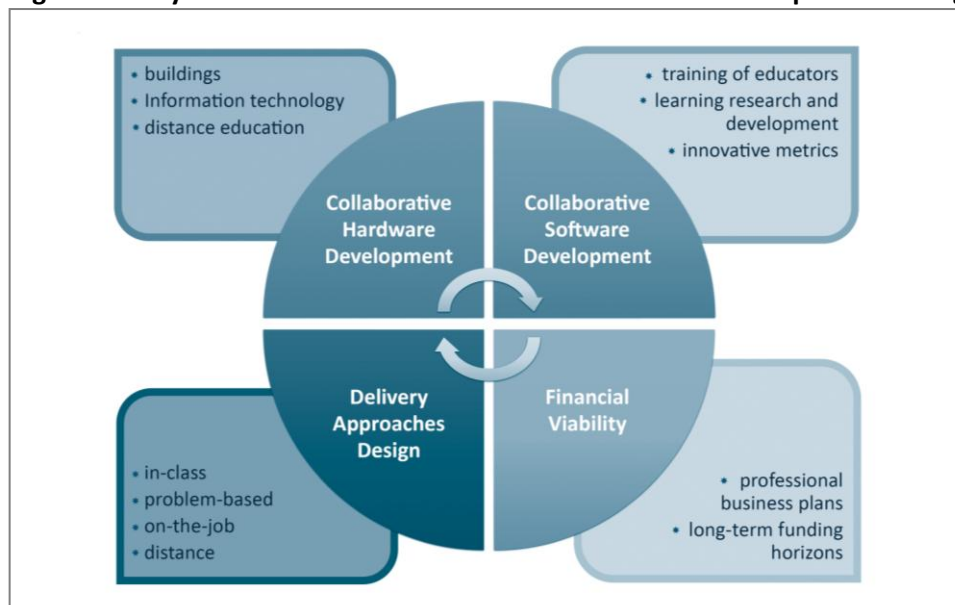 • buildings
• Information technology
• distance education
• training of educators
• learning research and
development
• innovative metrics
Collaborative
Hardware
Development
Collaborative
Software
Development
Delivery
Approaches
Design
Financial
Viability
• in-class
• problem-based
• on-the-job
• distance
• professional
business plans
• long-term funding
horizons